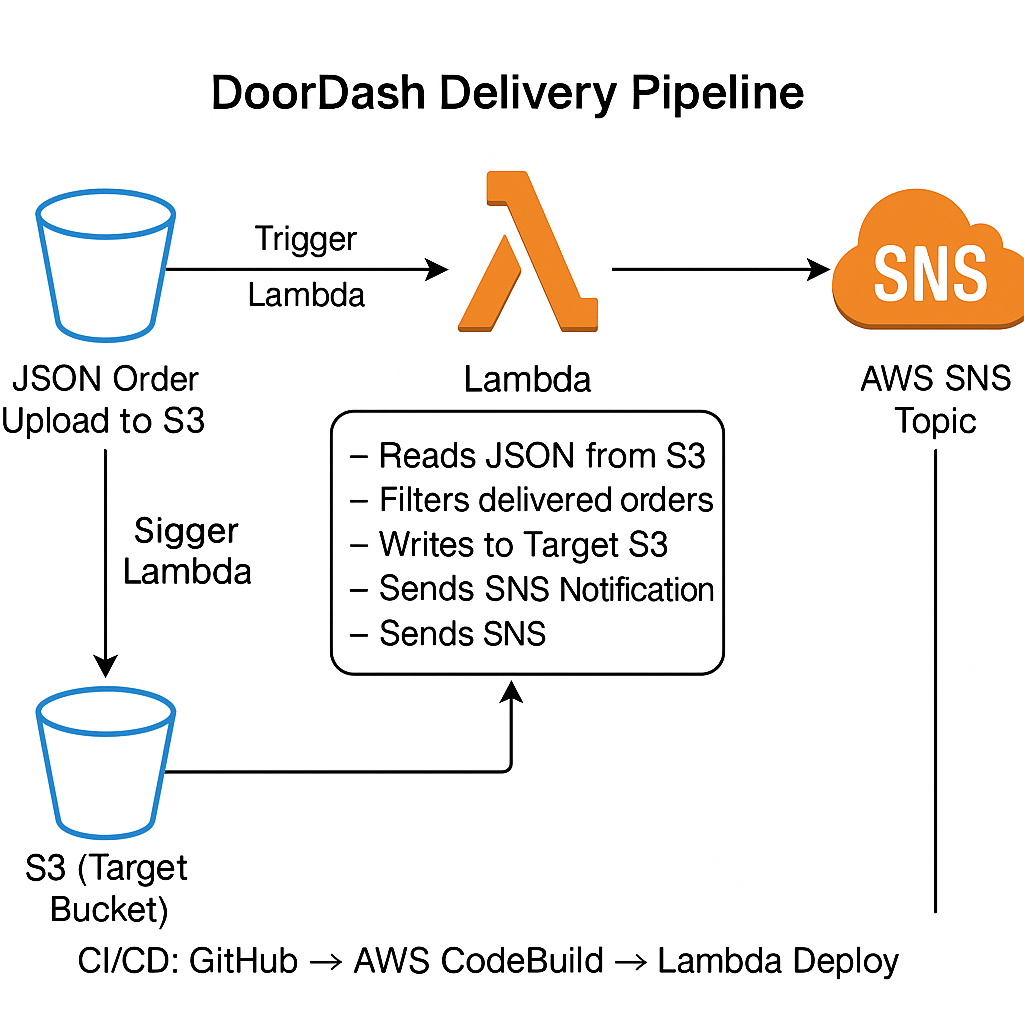 DoorDash Delivery Pipeline
Trigger
Lambda
SNS
JSON Order
Upload to S3
Lambda
AWS SNS
Topic
– Reads JSON from S3
– Filters delivered orders
– Writes to Target S3
– Sends SNS Notification
– Sends SNS
Sigger
Lambda
S3 (Target
Bucket)
CI/CD: GitHub → AWS CodeBuild → Lambda Deploy